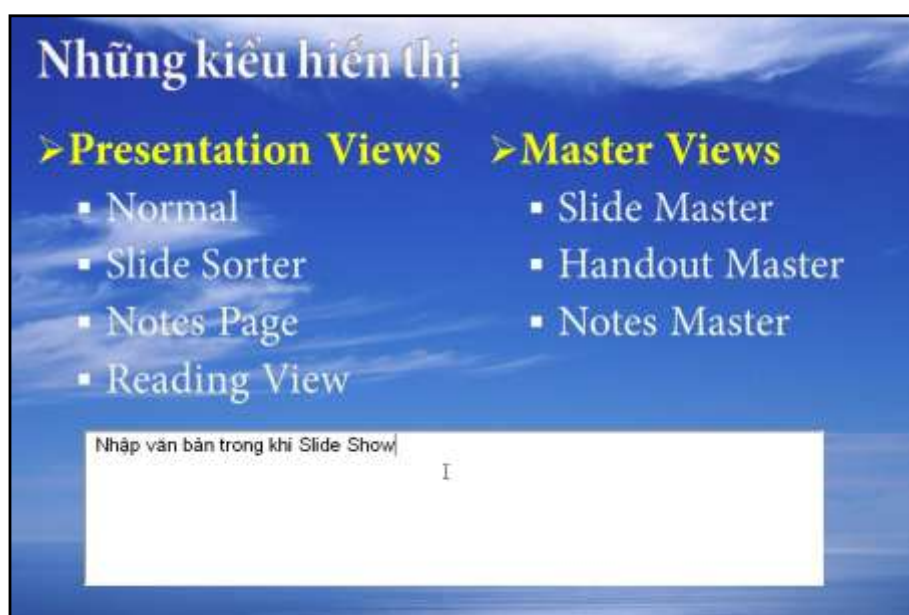 Những kiểu hiển thị
➢Presentation Views
▪ Normal
▪ Slide Sorter
▪ Notes Page
▪ Reading View
➢Master Views
▪ Slide Master
▪ Handout Master
▪ Notes Master
Nhập văn bản trong khi Slide Show